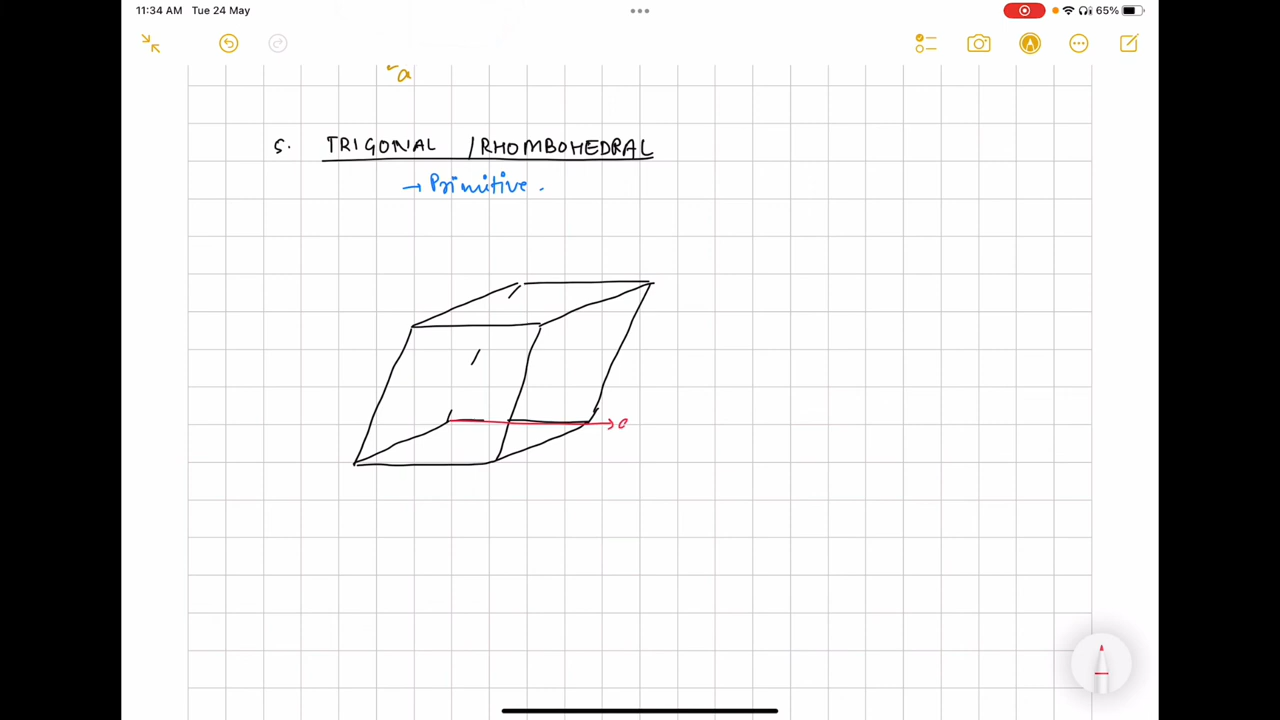 11:34 AM Tue 24 May
65%
a
5. TRIGONAL /RHOMBOHEDRAL
→ Primitive.